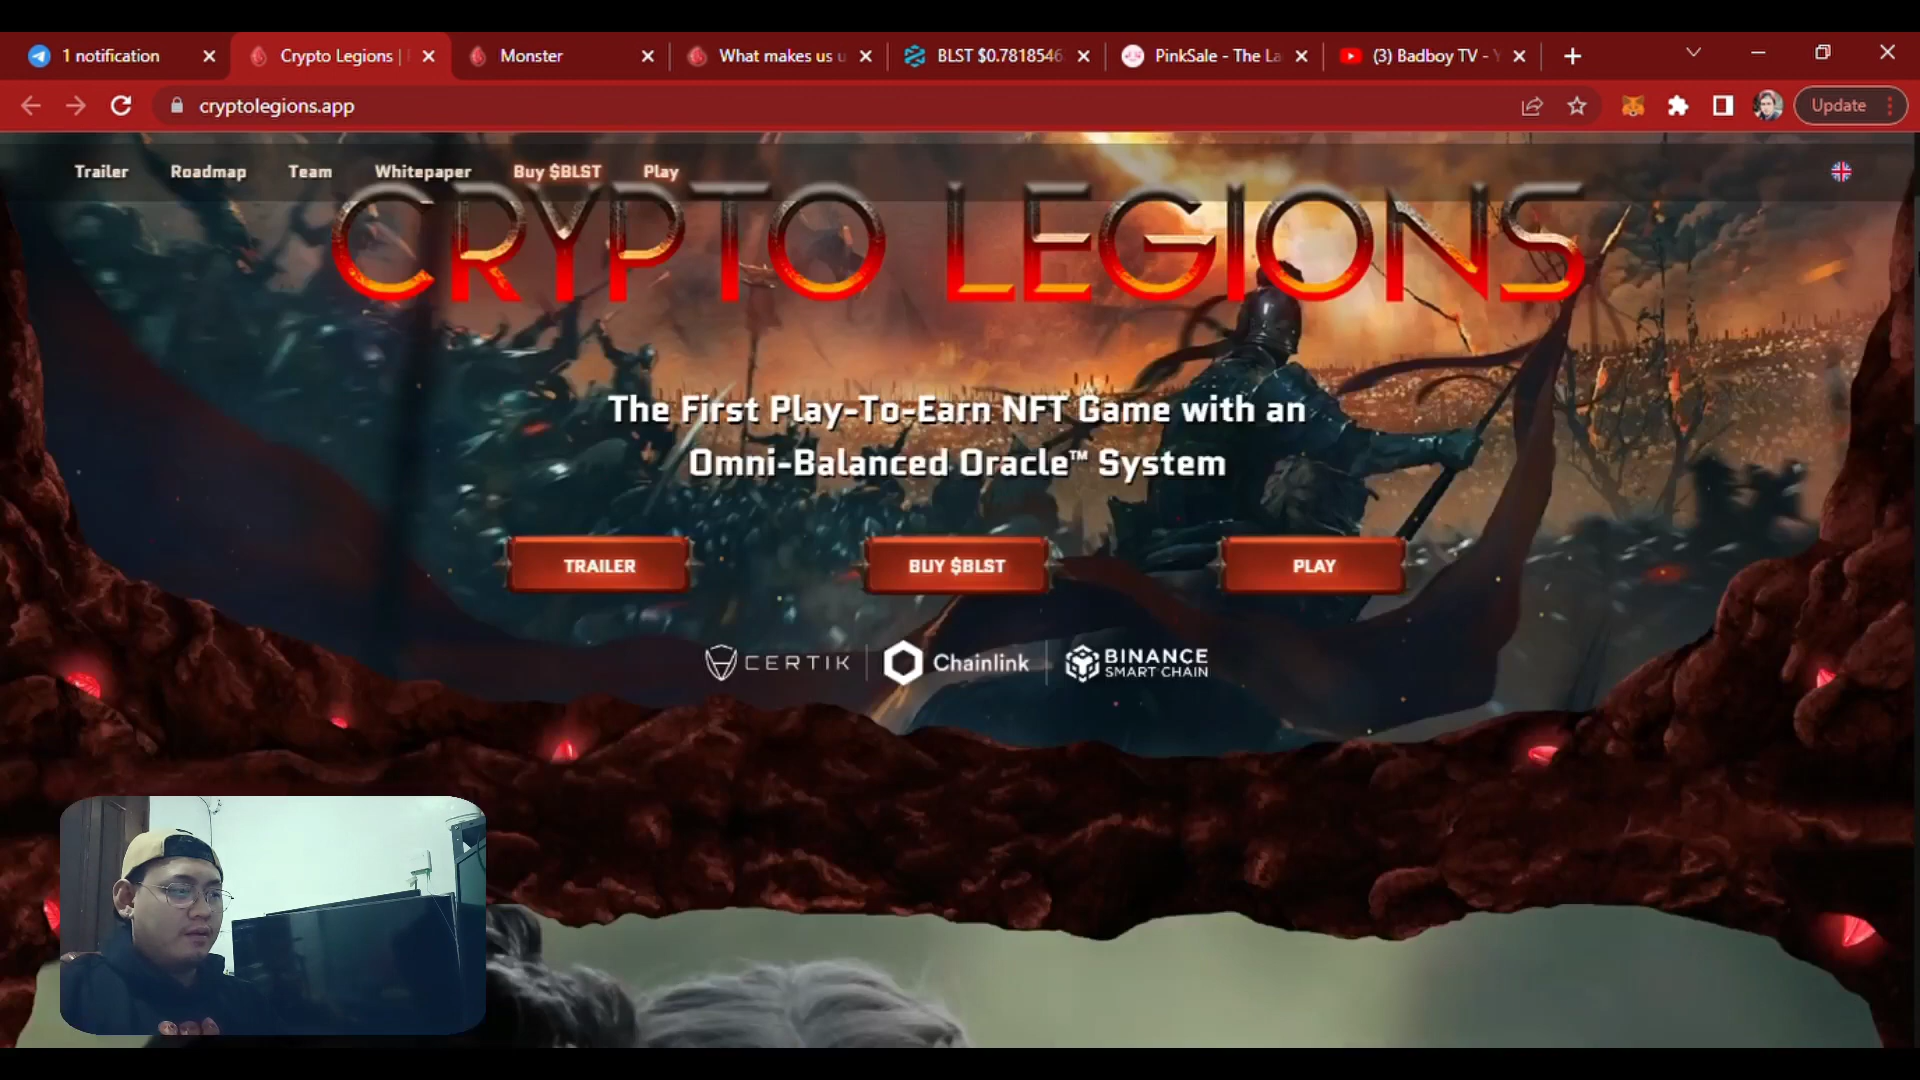 1 notification
Crypto Legions |
Monster
What makes us u
BLST $0.7818546
PinkSale - The La
(3) Badboy TV - Y
cryptolegions.app
Update
Trailer
Roadmap
Team
Whitepaper
Buy $BLST
Play
CRYPTO LEGIONS
The First Play-To-Earn NFT Game with an
Omni-Balanced Oracle™ System
TRAILER
BUY $BLST
PLAY
CERTIK
Chainlink
BINANCE
SMART CHAIN